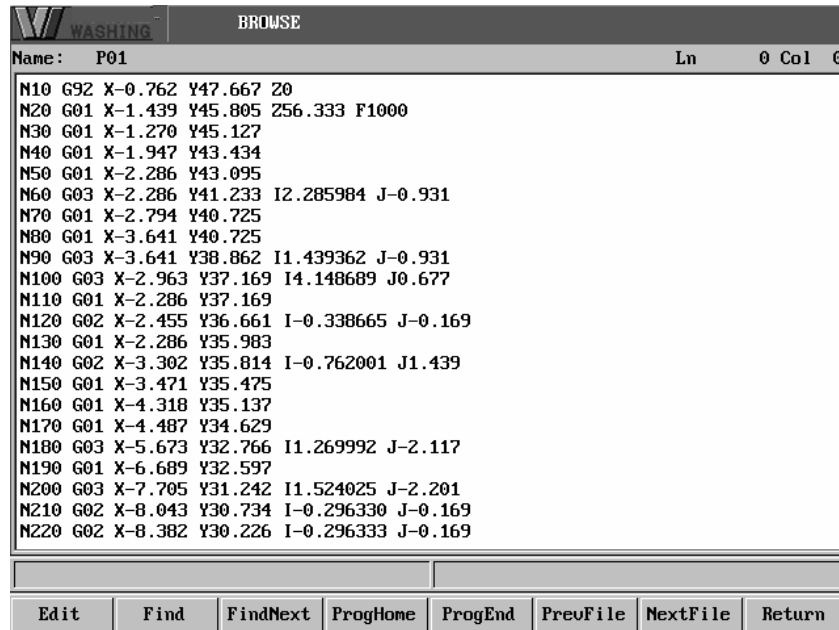 WASHING BROWSE
Name: P01 Ln 0 Col
N10 G92 X-0.762 Y47.667 Z0
N20 G01 X-1.439 Y45.805 Z56.333 F1000
N30 G01 X-1.270 Y45.127
N40 G01 X-1.947 Y43.434
N50 G01 X-2.286 Y43.095
N60 G03 X-2.286 Y41.233 I2.285984 J-0.931
N70 G01 X-2.794 Y40.725
N80 G01 X-3.641 Y40.725
N90 G03 X-3.641 Y38.862 I1.439362 J-0.931
N100 G03 X-2.963 Y37.169 I4.148689 J0.677
N110 G01 X-2.286 Y37.169
N120 G02 X-2.455 Y36.661 I-0.338665 J-0.169
N130 G01 X-2.286 Y35.983
N140 G02 X-3.302 Y35.814 I-0.762001 J1.439
N150 G01 X-3.471 Y35.475
N160 G01 X-4.318 Y35.137
N170 G01 X-4.487 Y34.629
N180 G03 X-5.673 Y32.766 I1.269992 J-2.117
N190 G01 X-6.689 Y32.597
N200 G03 X-7.705 Y31.242 I1.524025 J-2.201
N210 G02 X-8.043 Y30.734 I-0.296330 J-0.169
N220 G02 X-8.382 Y30.226 I-0.296333 J-0.169
Edit Find FindNext ProgHome ProgEnd PrevFile NextFile Return